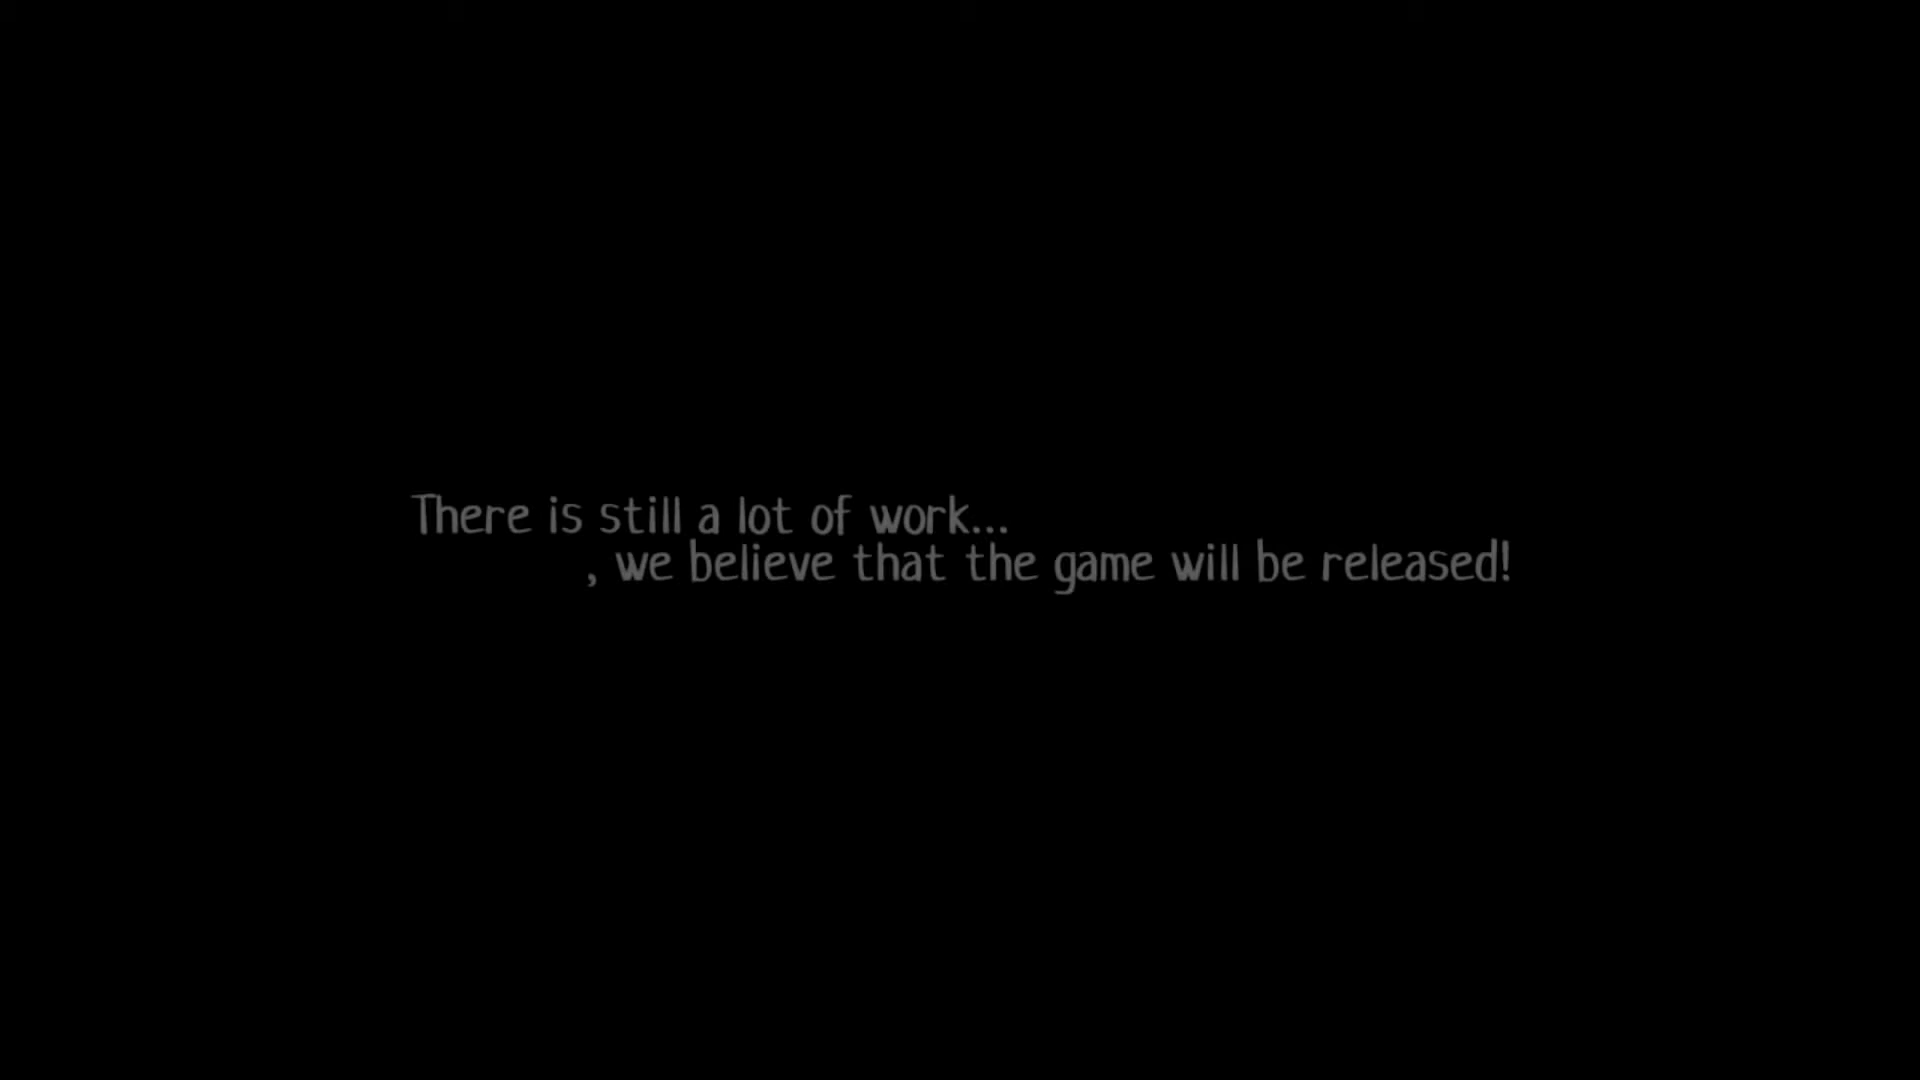 There is still a lot of work...
, we believe that the game will be released!